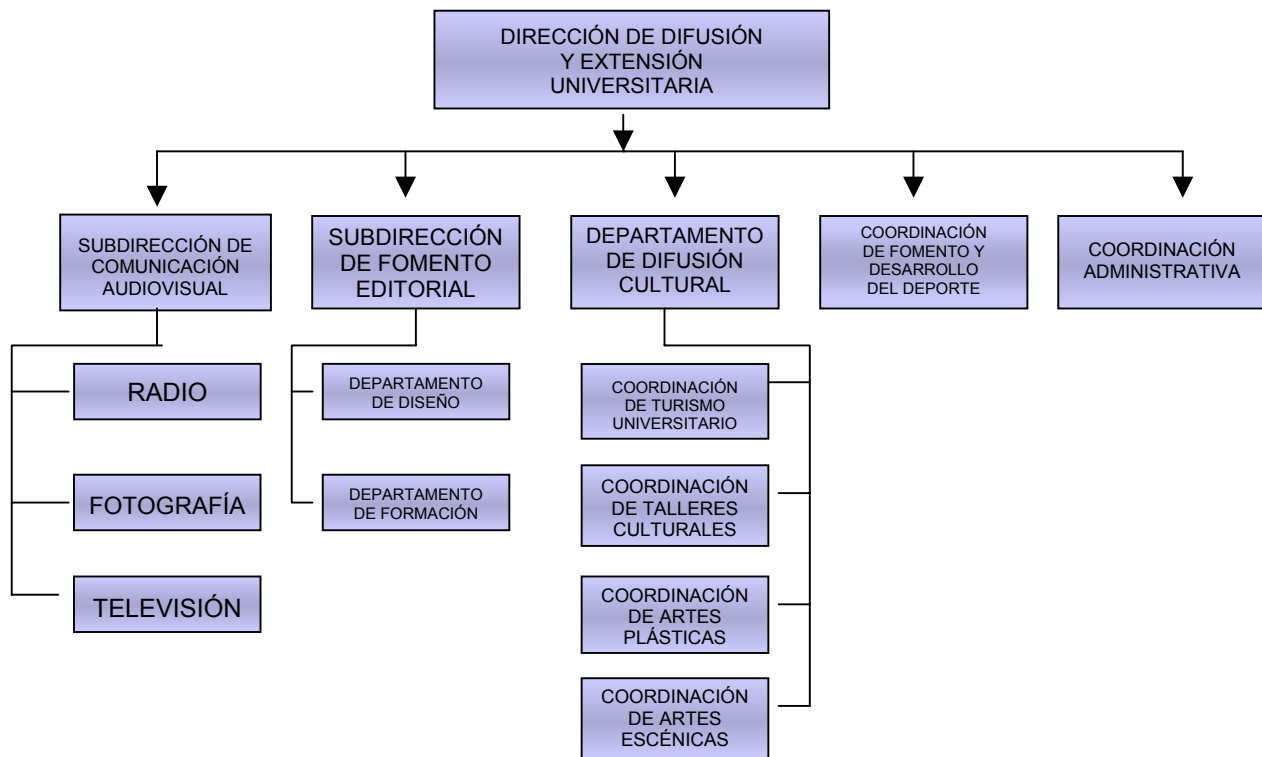 DIRECCIÓN DE DIFUSIÓN
Y EXTENSIÓN
UNIVERSITARIA
SUBDIRECCIÓN DE
COMUNICACIÓN
AUDIOVISUAL
SUBDIRECCIÓN
DE FOMENTO
EDITORIAL
DEPARTAMENTO
DE DIFUSIÓN
CULTURAL
COORDINACIÓN
DE FOMENTO Y
DESARROLLO
DEL DEPORTE
COORDINACIÓN
ADMINISTRATIVA
RADIO
FOTOGRAFÍA
TELEVISIÓN
DEPARTAMENTO
DE DISEÑO
DEPARTAMENTO
DE FORMACIÓN
COORDINACIÓN
DE TURISMO
UNIVERSITARIO
COORDINACIÓN
DE TALLERES
CULTURALES
COORDINACIÓN
DE ARTES
PLÁSTICAS
COORDINACIÓN
DE ARTES
ESCÉNICAS